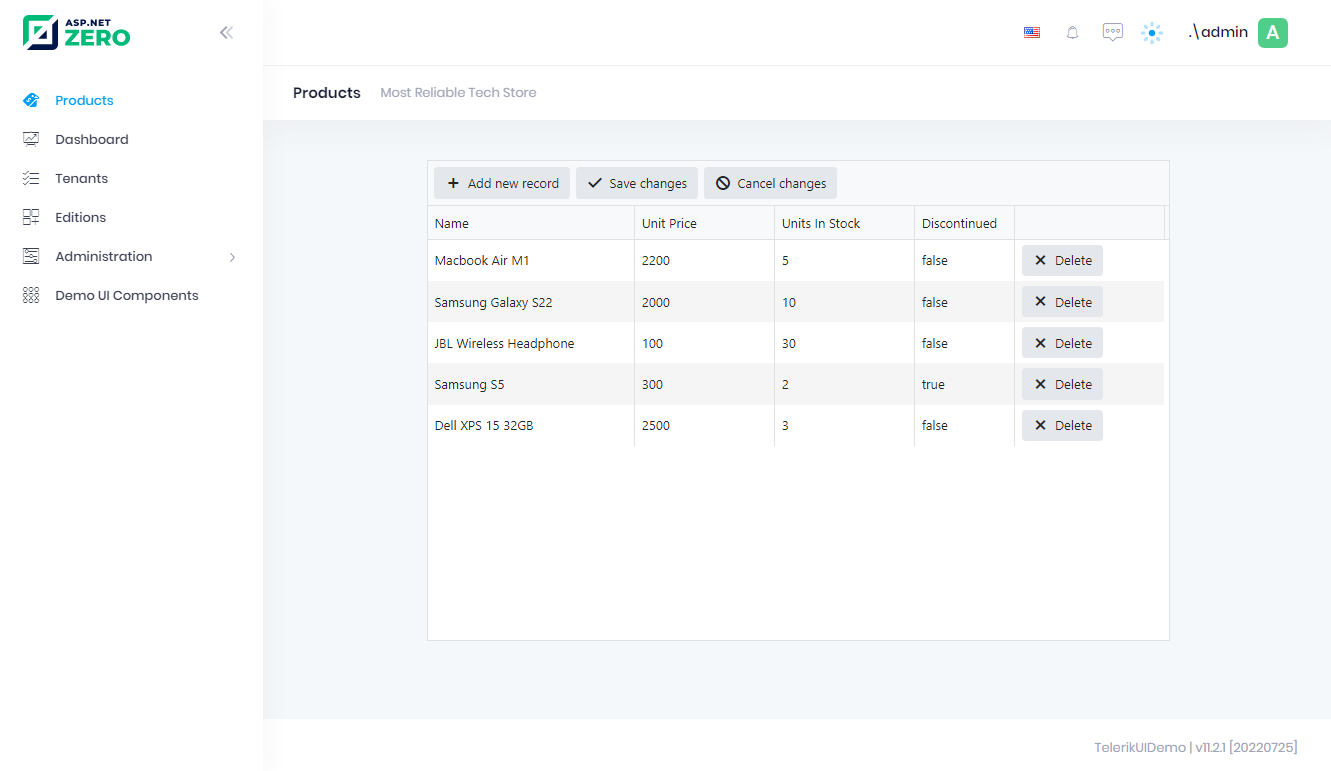 ASP.NET
ZERO
.\admin
A
Products
Dashboard
Tenants
Editions
Administration
Demo UI Components
Products Most Reliable Tech Store
Add new record Save changes Cancel changes
Name Unit Price Units In Stock Discontinued
Macbook Air M1 2200 5 false Delete
Samsung Galaxy S22 2000 10 false Delete
JBL Wireless Headphone 100 30 false Delete
Samsung S5 300 2 true Delete
Dell XPS 15 32GB 2500 3 false Delete
TelerikUIDemo | v11.2.1 [20220725]